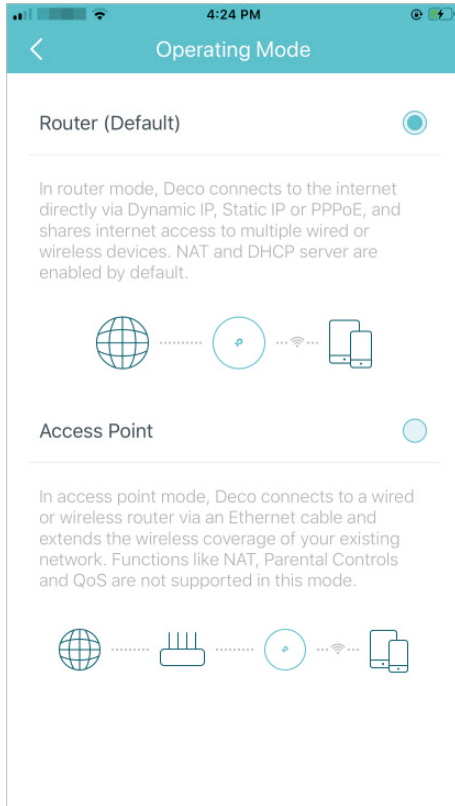 4:24 PM
Operating Mode
Router (Default)
In router mode, Deco connects to the internet
directly via Dynamic IP, Static IP or PPPoE, and
shares internet access to multiple wired or
wireless devices. NAT and DHCP server are
enabled by default.
Access Point
In access point mode, Deco connects to a wired
or wireless router via an Ethernet cable and
extends the wireless coverage of your existing
network. Functions like NAT, Parental Controls
and QoS are not supported in this mode.